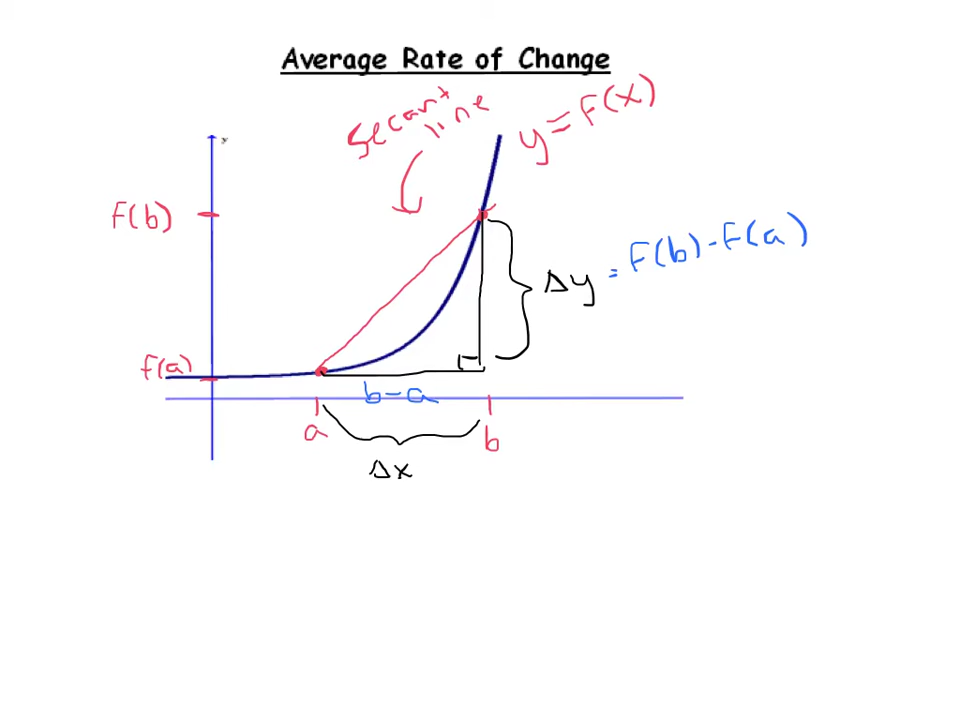 Average Rate of Change
secant
line
y = F(x)
F(b)
Δy = F(b) - F(a)
f(a)
b - a
a
b
Δx